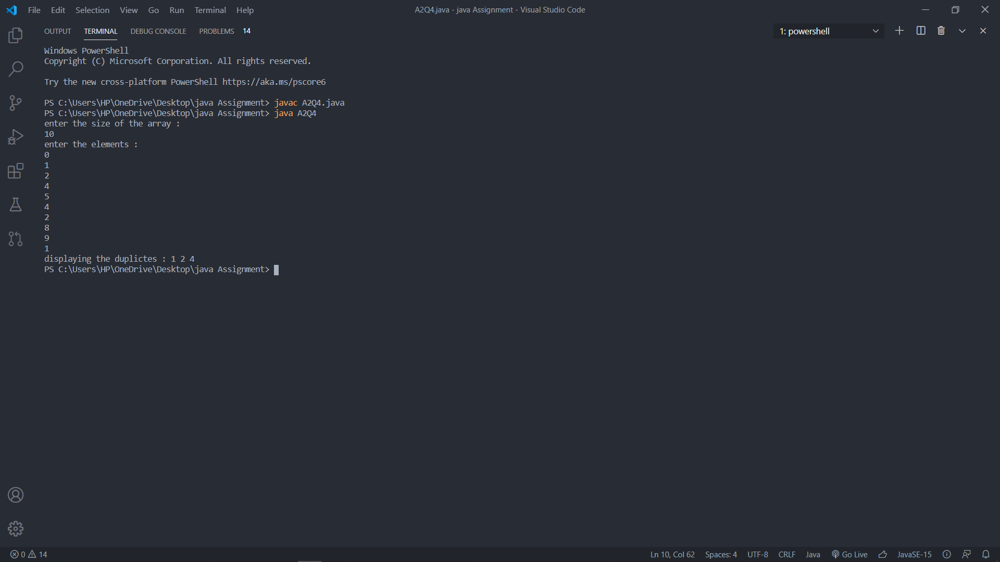 File Edit Selection View Go Run Terminal Help
A2Q4.java - java Assignment - Visual Studio Code
OUTPUT TERMINAL DEBUG CONSOLE PROBLEMS 14
1: powershell
Windows PowerShell
Copyright (C) Microsoft Corporation. All rights reserved.
Try the new cross-platform PowerShell https://aka.ms/pscore6
PS C:\Users\HP\OneDrive\Desktop\java Assignment> javac A2Q4.java
PS C:\Users\HP\OneDrive\Desktop\java Assignment> java A2Q4
enter the size of the array :
10
enter the elements :
0
1
2
4
5
4
2
8
9
1
displaying the duplictes : 1 2 4
PS C:\Users\HP\OneDrive\Desktop\java Assignment>
0 14
Ln 10, Col 62 Spaces: 4 UTF-8 CRLF Java Go Live JavaSE-15